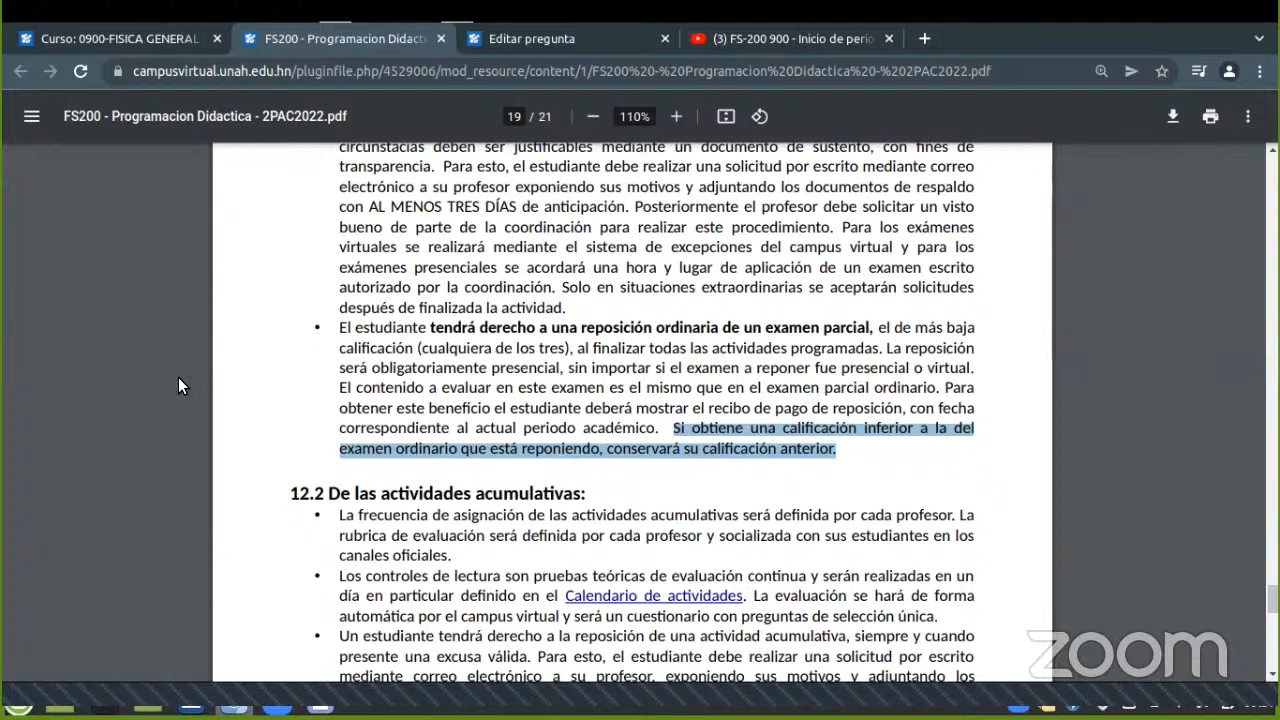 Curso: 0900-FISICA GENERAL
FS200 - Programacion Didact
Editar pregunta
(3) FS-200 900 - Inicio de perio
campusvirtual.unah.edu.hn/pluginfile.php/4529006/mod_resource/content/1/FS200%20-%20Programacion%20Didactica%20-%202PAC2022.pdf
FS200 - Programacion Didactica - 2PAC2022.pdf
19 / 21
110%
circunstacias deben ser justificables mediante un documento de sustento, con fines de
transparencia. Para esto, el estudiante debe realizar una solicitud por escrito mediante correo
electrónico a su profesor exponiendo sus motivos y adjuntando los documentos de respaldo
con AL MENOS TRES DÍAS de anticipación. Posteriormente el profesor debe solicitar un visto
bueno de parte de la coordinación para realizar este procedimiento. Para los exámenes
virtuales se realizará mediante el sistema de excepciones del campus virtual y para los
exámenes presenciales se acordará una hora y lugar de aplicación de un examen escrito
autorizado por la coordinación. Solo en situaciones extraordinarias se aceptarán solicitudes
después de finalizada la actividad.
• El estudiante tendrá derecho a una reposición ordinaria de un examen parcial, el de más baja
calificación (cualquiera de los tres), al finalizar todas las actividades programadas. La reposición
será obligatoriamente presencial, sin importar si el examen a reponer fue presencial o virtual.
El contenido a evaluar en este examen es el mismo que en el examen parcial ordinario. Para
obtener este beneficio el estudiante deberá mostrar el recibo de pago de reposición, con fecha
correspondiente al actual periodo académico. Si obtiene una calificación inferior a la del
examen ordinario que está reponiendo, conservará su calificación anterior.
12.2 De las actividades acumulativas:
• La frecuencia de asignación de las actividades acumulativas será definida por cada profesor. La
rubrica de evaluación será definida por cada profesor y socializada con sus estudiantes en los
canales oficiales.
• Los controles de lectura son pruebas teóricas de evaluación continua y serán realizadas en un
día en particular definido en el Calendario de actividades. La evaluación se hará de forma
automática por el campus virtual y será un cuestionario con preguntas de selección única.
• Un estudiante tendrá derecho a la reposición de una actividad acumulativa, siempre y cuando
presente una excusa válida. Para esto, el estudiante debe realizar una solicitud por escrito
mediante correo electrónico a su profesor, exponiendo sus motivos y adjuntando los
zoom